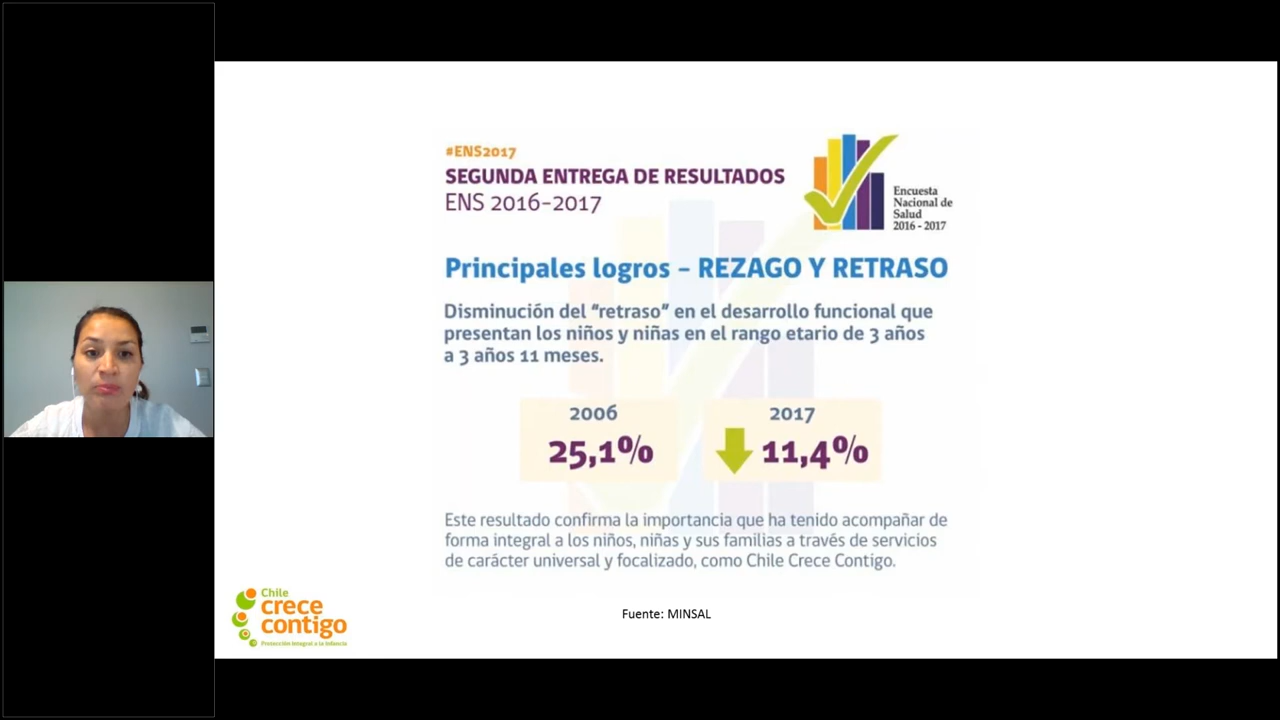 #ENS2017
SEGUNDA ENTREGA DE RESULTADOS
ENS 2016-2017
Encuesta
Nacional de
Salud
2016 - 2017
Principales logros – REZAGO Y RETRASO
Disminución del “retraso” en el desarrollo funcional que
presentan los niños y niñas en el rango etario de 3 años
a 3 años 11 meses.
2006
25,1%
2017
11,4%
Este resultado confirma la importancia que ha tenido acompañar de
forma integral a los niños, niñas y sus familias a través de servicios
de carácter universal y focalizado, como Chile Crece Contigo.
Fuente: MINSAL
Chile
crece
contigo
Protección Integral a la Infancia